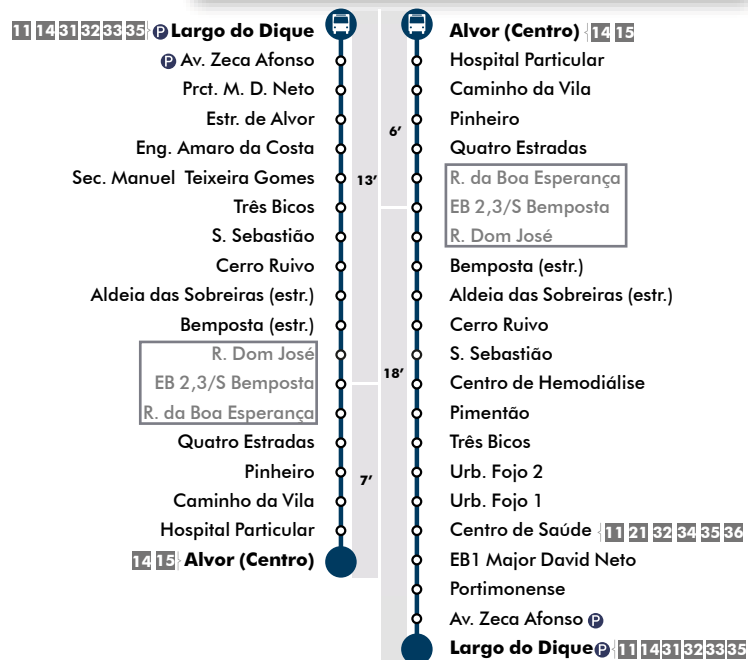 11 14 31 32 33 35 P Largo do Dique
P Av. Zeca Afonso
Prct. M. D. Neto
Estr. de Alvor
Eng. Amaro da Costa
Sec. Manuel Teixeira Gomes
Três Bicos
S. Sebastião
Cerro Ruivo
Aldeia das Sobreiras (estr.)
Bemposta (estr.)
R. Dom José
EB 2,3/S Bemposta
R. da Boa Esperança
Quatro Estradas
Pinheiro
Caminho da Vila
Hospital Particular
14 15 Alvor (Centro)
13’
7’
Alvor (Centro) 14 15
Hospital Particular
Caminho da Vila
Pinheiro
Quatro Estradas
R. da Boa Esperança
EB 2,3/S Bemposta
R. Dom José
Bemposta (estr.)
Aldeia das Sobreiras (estr.)
Cerro Ruivo
S. Sebastião
Centro de Hemodiálise
Pimentão
Três Bicos
Urb. Fojo 2
Urb. Fojo 1
Centro de Saúde 11 21 32 34 35 36
EB1 Major David Neto
Portimonense
Av. Zeca Afonso P
Largo do Dique P 11 14 31 32 33 35
6’
18’